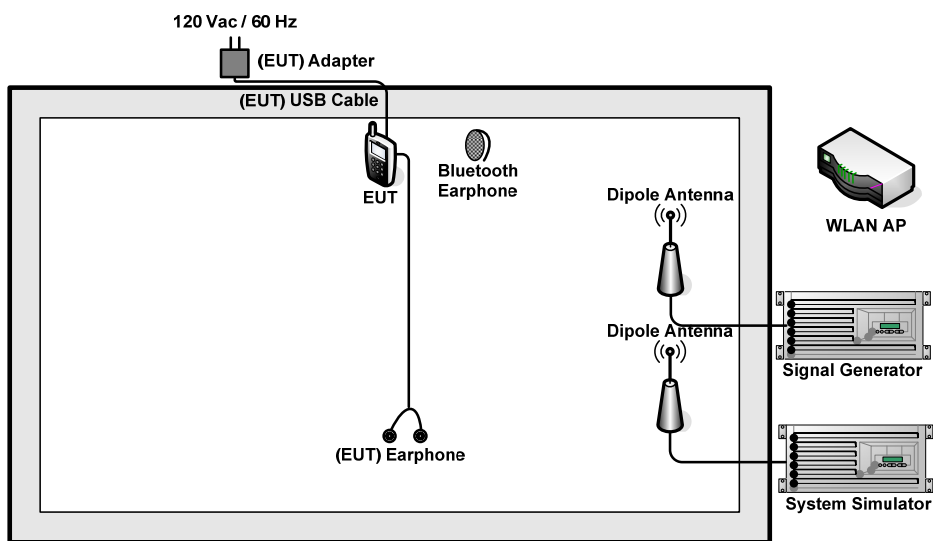 120 Vac / 60 Hz
(EUT) Adapter
(EUT) USB Cable
EUT
Bluetooth
Earphone
Dipole Antenna
WLAN AP
Dipole Antenna
Signal Generator
(EUT) Earphone
System Simulator